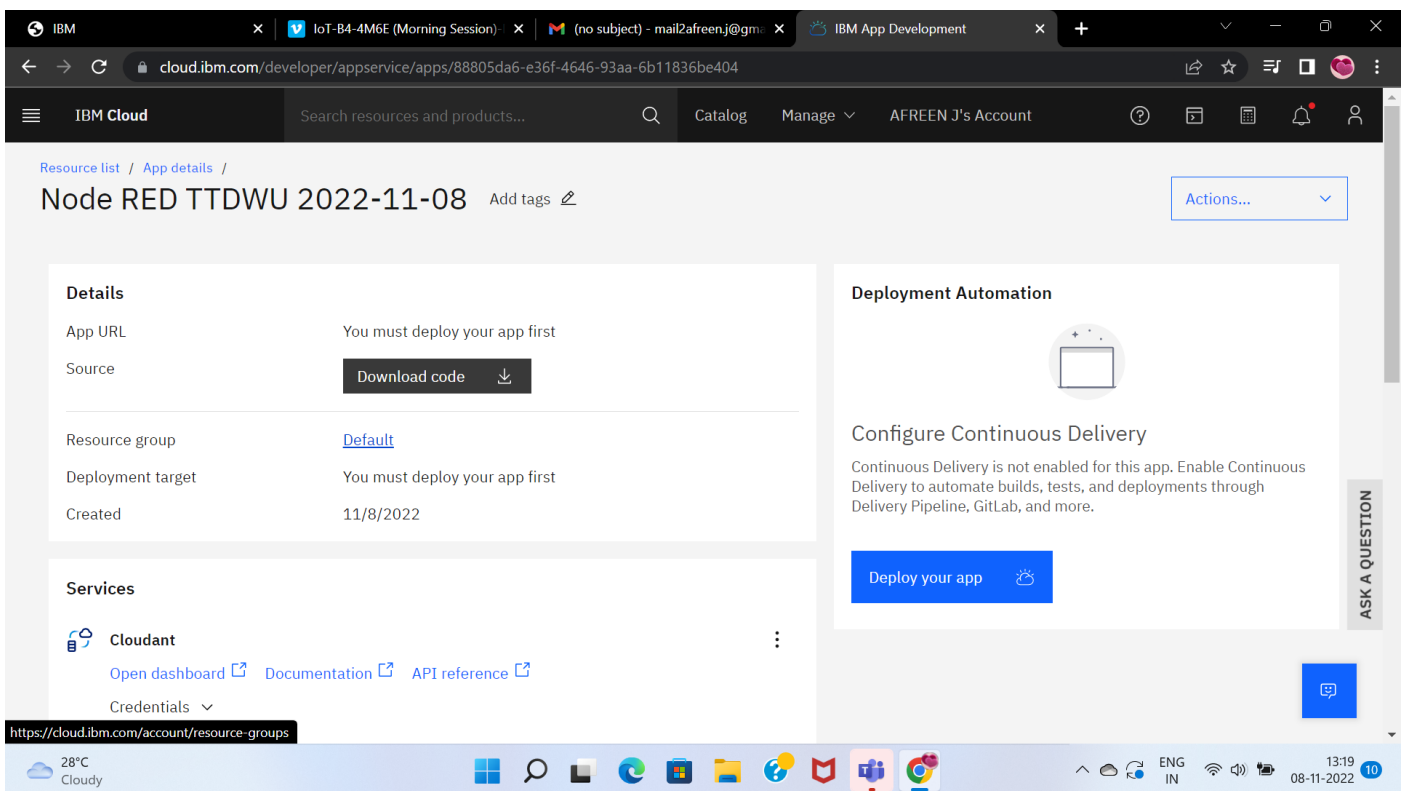 IBM
IoT-B4-4M6E (Morning Session)-
(no subject) - mail2afreen.j@gma
IBM App Development
cloud.ibm.com/developer/appservice/apps/88805da6-e36f-4646-93aa-6b11836be404
IBM Cloud
Search resources and products...
Catalog
Manage
AFREEN J's Account
Resource list / App details /
Node RED TTDWU 2022-11-08
Add tags
Actions...
Details
App URL
You must deploy your app first
Source
Download code
Resource group
Default
Deployment target
You must deploy your app first
Created
11/8/2022
Deployment Automation
Configure Continuous Delivery
Continuous Delivery is not enabled for this app. Enable Continuous
Delivery to automate builds, tests, and deployments through
Delivery Pipeline, GitLab, and more.
Deploy your app
ASK A QUESTION
Services
Cloudant
Open dashboard
Documentation
API reference
Credentials
https://cloud.ibm.com/account/resource-groups
28°C
Cloudy
ENG
IN
13:19
08-11-2022
10